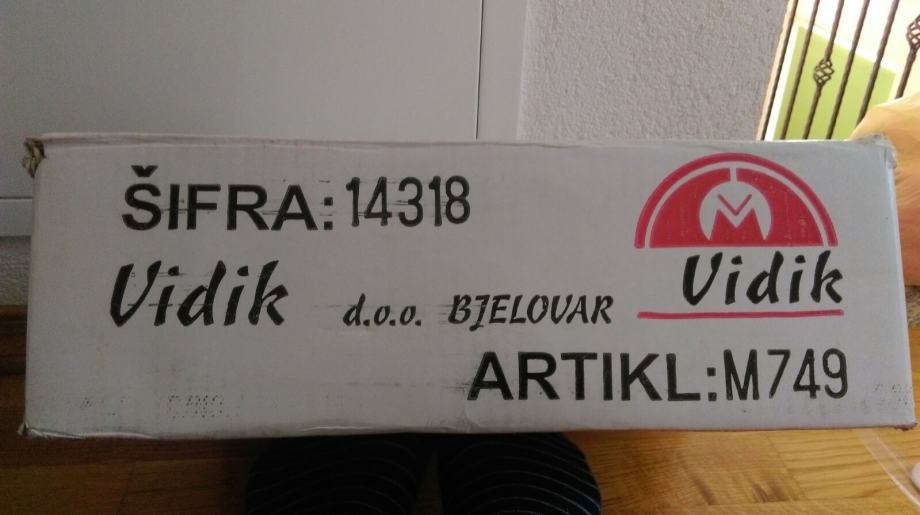 ŠIFRA: 14318
Vidik
Vidik d.o.o. BJELOVAR
ARTIKL: M749